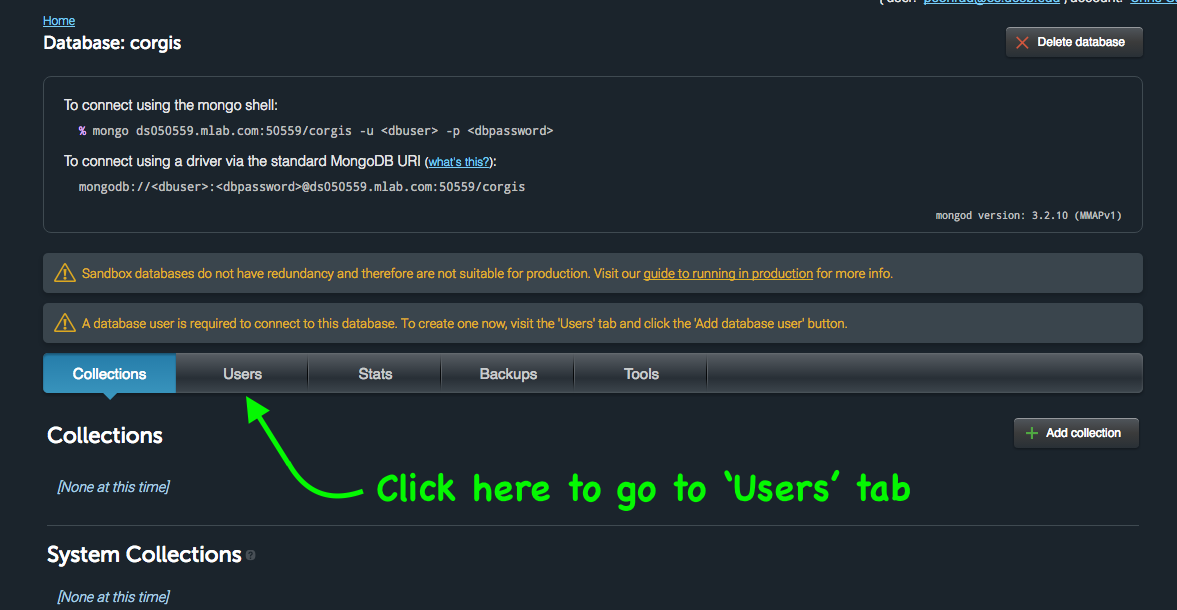 Home
Database: corgis
Delete database
To connect using the mongo shell:
% mongo ds050559.mlab.com:50559/corgis -u <dbuser> -p <dbpassword>
To connect using a driver via the standard MongoDB URI (what's this?):
mongodb://<dbuser>:<dbpassword>@ds050559.mlab.com:50559/corgis
mongod version: 3.2.10 (MMAPv1)
Sandbox databases do not have redundancy and therefore are not suitable for production. Visit our guide to running in production for more info.
A database user is required to connect to this database. To create one now, visit the 'Users' tab and click the 'Add database user' button.
Collections Users Stats Backups Tools
Collections
Add collection
[None at this time]
Click here to go to ‘Users’ tab
System Collections ?
[None at this time]